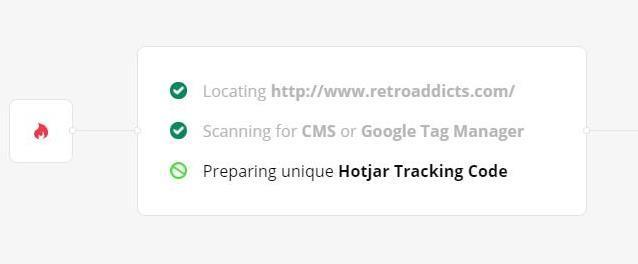 Locating http://www.retroaddicts.com/
Scanning for CMS or Google Tag Manager
Preparing unique Hotjar Tracking Code